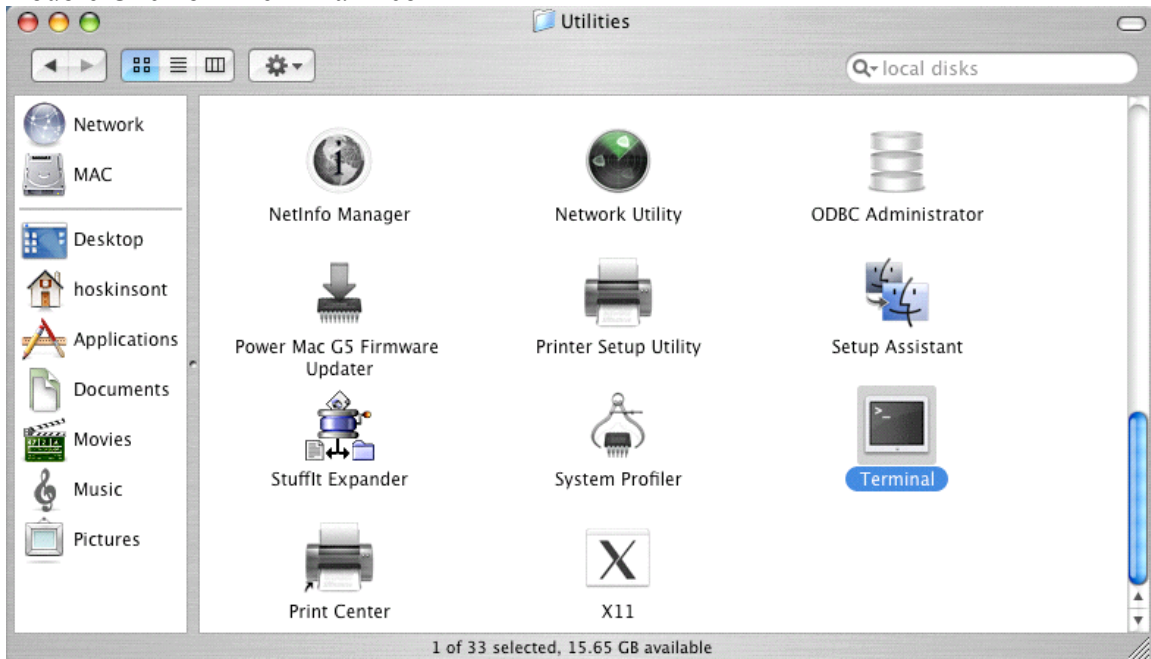 Utilities
local disks
Network
MAC
Desktop
hoskinsont
Applications
Documents
Movies
Music
Pictures
NetInfo Manager
Network Utility
ODBC Administrator
Power Mac G5 Firmware
Updater
Printer Setup Utility
Setup Assistant
StuffIt Expander
System Profiler
>_
Terminal
Print Center
X11
1 of 33 selected, 15.65 GB available